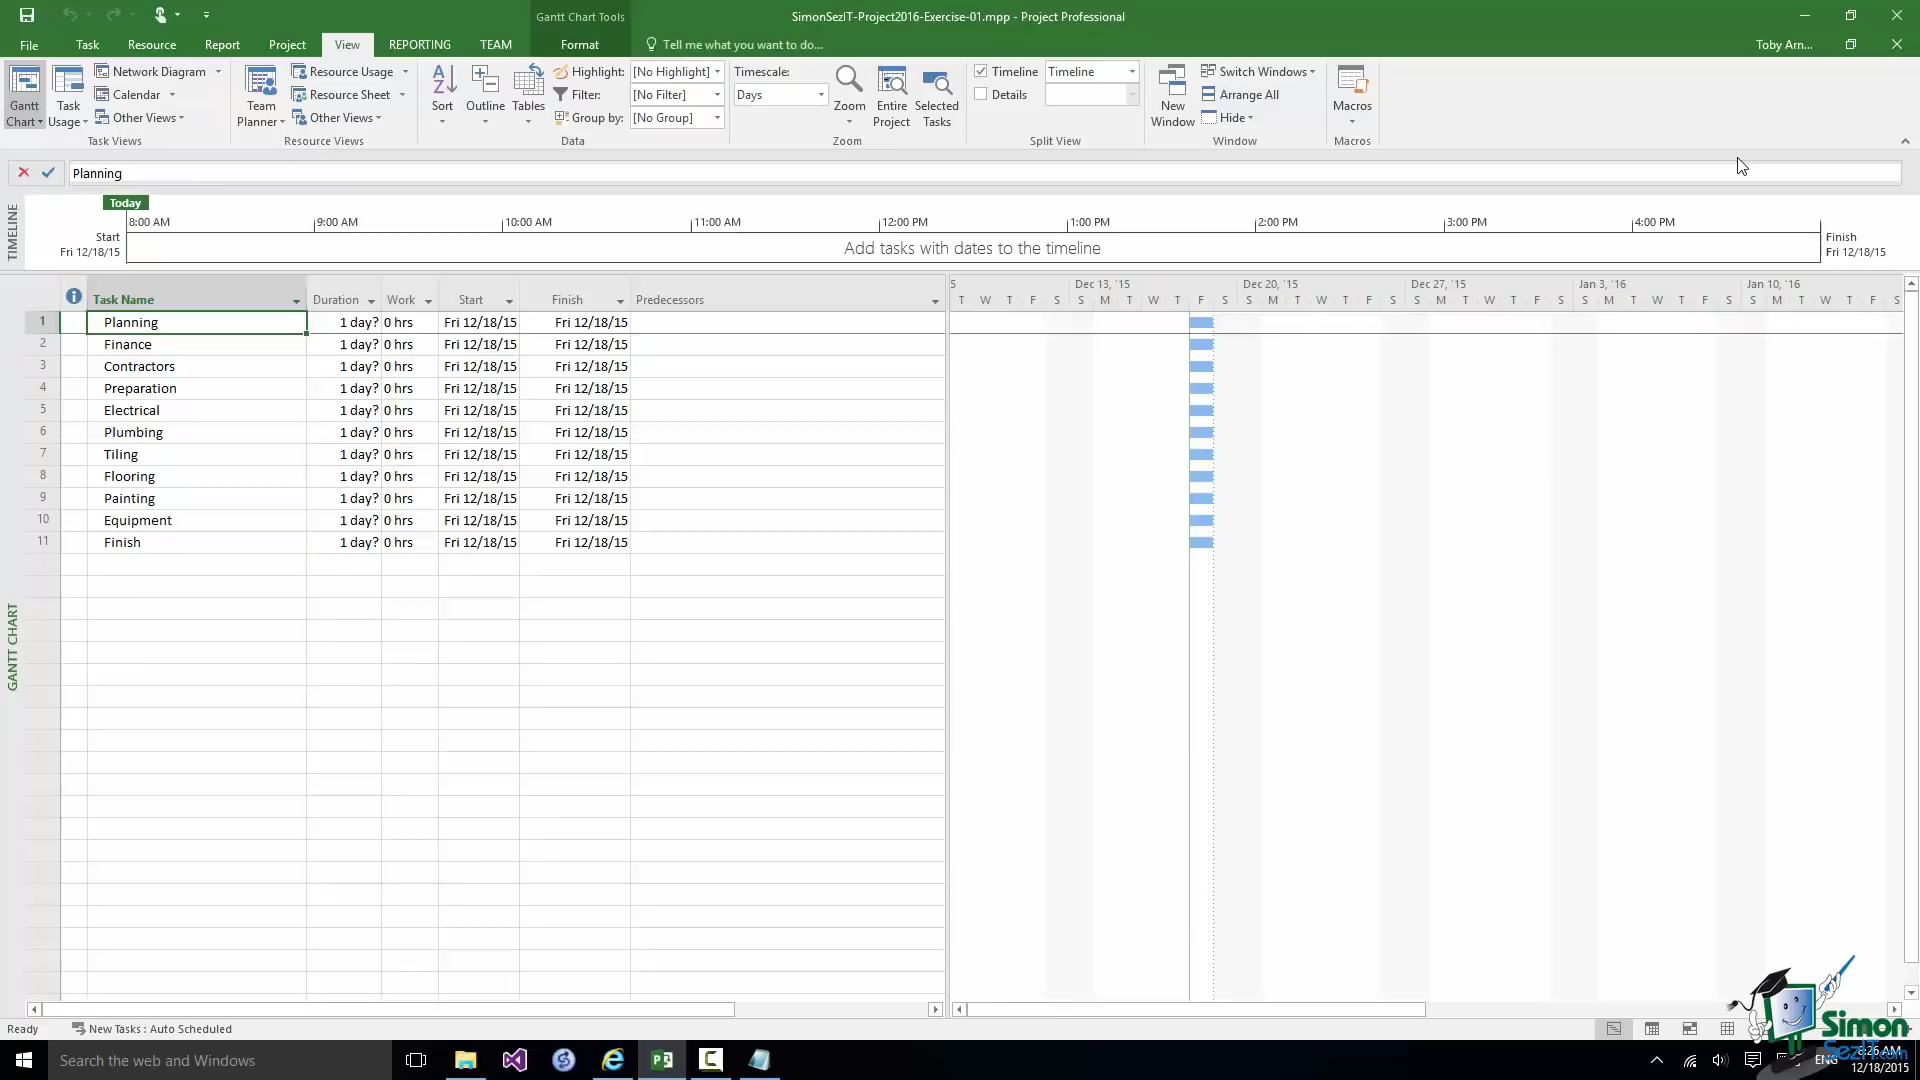 Gantt Chart Tools
SimonSezIT-Project2016-Exercise-01.mpp - Project Professional
File Task Resource Report Project View REPORTING TEAM Format Tell me what you want to do... Toby Arn...
Gantt Chart
Task Usage
Network Diagram
Calendar
Other Views
Task Views
Team Planner
Resource Usage
Resource Sheet
Other Views
Resource Views
Sort
Outline
Tables
Highlight: [No Highlight]
Filter: [No Filter]
Group by: [No Group]
Data
Timescale:
Days
Zoom
Entire Project
Selected Tasks
Zoom
Timeline Timeline
Details
Split View
New Window
Switch Windows
Arrange All
Hide
Window
Macros
Macros
Planning
TIMELINE
Today
8:00 AM 9:00 AM 10:00 AM 11:00 AM 12:00 PM 1:00 PM 2:00 PM 3:00 PM 4:00 PM
Start
Fri 12/18/15
Add tasks with dates to the timeline
Finish
Fri 12/18/15
GANTT CHART
Task Name Duration Work Start Finish Predecessors
1 Planning 1 day? 0 hrs Fri 12/18/15 Fri 12/18/15
2 Finance 1 day? 0 hrs Fri 12/18/15 Fri 12/18/15
3 Contractors 1 day? 0 hrs Fri 12/18/15 Fri 12/18/15
4 Preparation 1 day? 0 hrs Fri 12/18/15 Fri 12/18/15
5 Electrical 1 day? 0 hrs Fri 12/18/15 Fri 12/18/15
6 Plumbing 1 day? 0 hrs Fri 12/18/15 Fri 12/18/15
7 Tiling 1 day? 0 hrs Fri 12/18/15 Fri 12/18/15
8 Flooring 1 day? 0 hrs Fri 12/18/15 Fri 12/18/15
9 Painting 1 day? 0 hrs Fri 12/18/15 Fri 12/18/15
10 Equipment 1 day? 0 hrs Fri 12/18/15 Fri 12/18/15
11 Finish 1 day? 0 hrs Fri 12/18/15 Fri 12/18/15
5 Dec 13, '15 Dec 20, '15 Dec 27, '15 Jan 3, '16 Jan 10, '16
T W T F S S M T W T F S S M T W T F S S M T W T F S S M T W T F S S M T W T F S
Ready New Tasks : Auto Scheduled
Search the web and Windows
Simon
SezIT.com
ENG
8:26 AM
12/18/2015